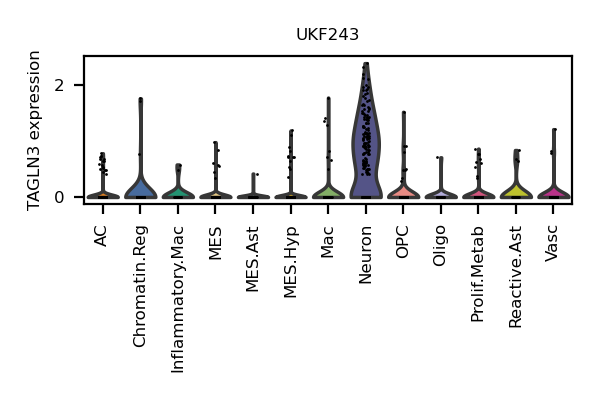 UKF243
TAGLN3 expression
2
0
AC
Chromatin.Reg
Inflammatory.Mac
MES
MES.Ast
MES.Hyp
Mac
Neuron
OPC
Oligo
Prolif.Metab
Reactive.Ast
Vasc